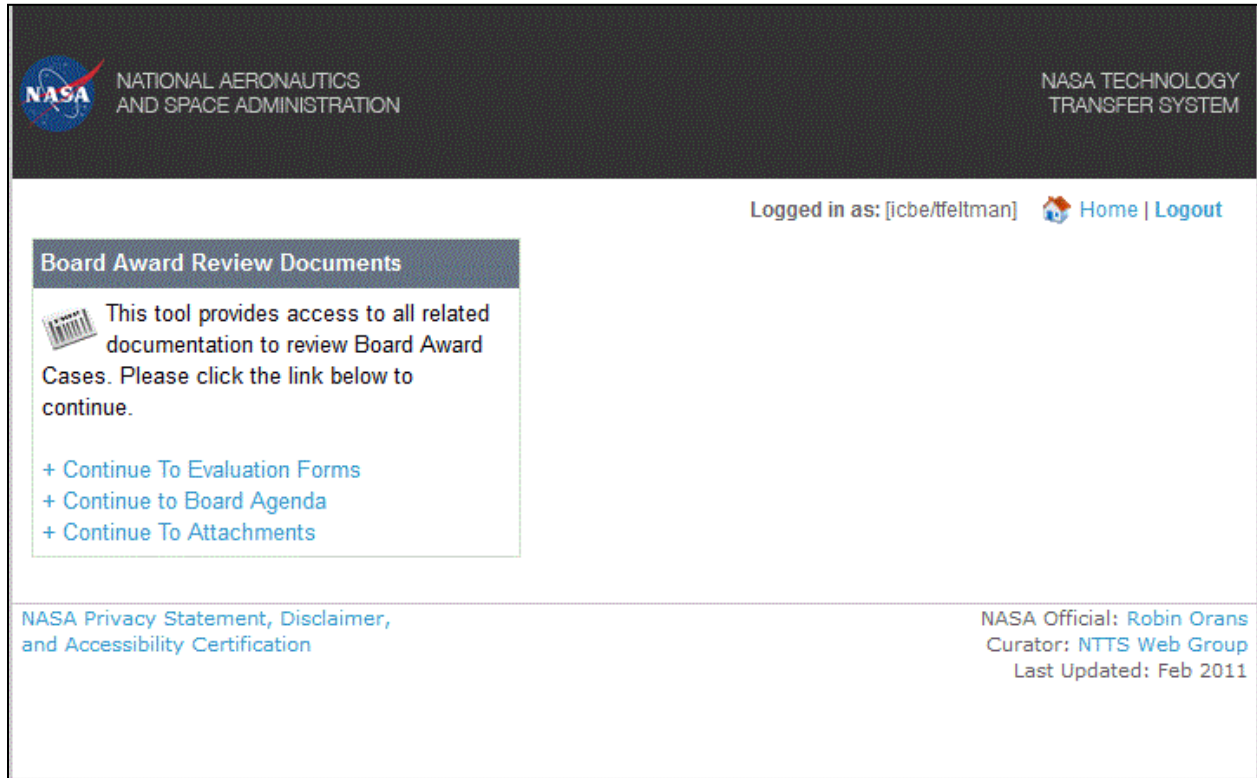 NASA
NATIONAL AERONAUTICS
AND SPACE ADMINISTRATION
NASA TECHNOLOGY
TRANSFER SYSTEM
Logged in as: [icbe/tfeltman] Home | Logout
Board Award Review Documents
This tool provides access to all related
documentation to review Board Award
Cases. Please click the link below to
continue.
+ Continue To Evaluation Forms
+ Continue to Board Agenda
+ Continue To Attachments
NASA Privacy Statement, Disclaimer,
and Accessibility Certification
NASA Official: Robin Orans
Curator: NTTS Web Group
Last Updated: Feb 2011